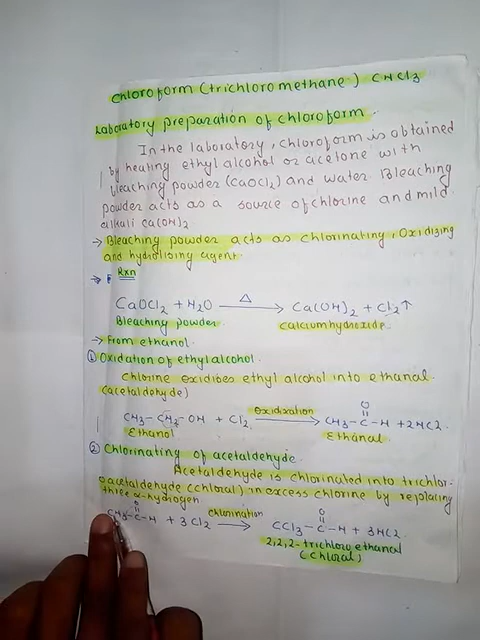 Chloroform (trichloromethane) CHCl3
Laboratory preparation of chloroform.
In the laboratory, chloroform is obtained
by heating ethyl alcohol or acetone with
bleaching powder (CaOCl2) and water. Bleaching
powder acts as a source of chlorine and mild
alkali Ca(OH)2
→ Bleaching powder acts as chlorinating, Oxidizing
and hydrolising agent.
→ Rxn
CaOCl2 + H2O —Δ→ Ca(OH)2 + Cl2↑
Bleaching powder. calcium hydroxide.
→ From ethanol.
① Oxidation of ethyl alcohol.
chlorine oxidises ethyl alcohol into ethanal.
(acetaldehyde)
CH3 - CH2 - OH + Cl2 —Oxidization→ CH3 - C - H + 2HCl.
O
Ethanol Ethanal
② Chlorinating of acetaldehyde.
Acetaldehyde is chlorinated into trichlor-
oacetaldehyde (chloral) in excess chlorine by replacing
three α-hydrogen
CH3 - C - H + 3Cl2 —Chlorination→ CCl3 - C - H + 3HCl.
O O
2,2,2-trichloroethanal
(chloral)